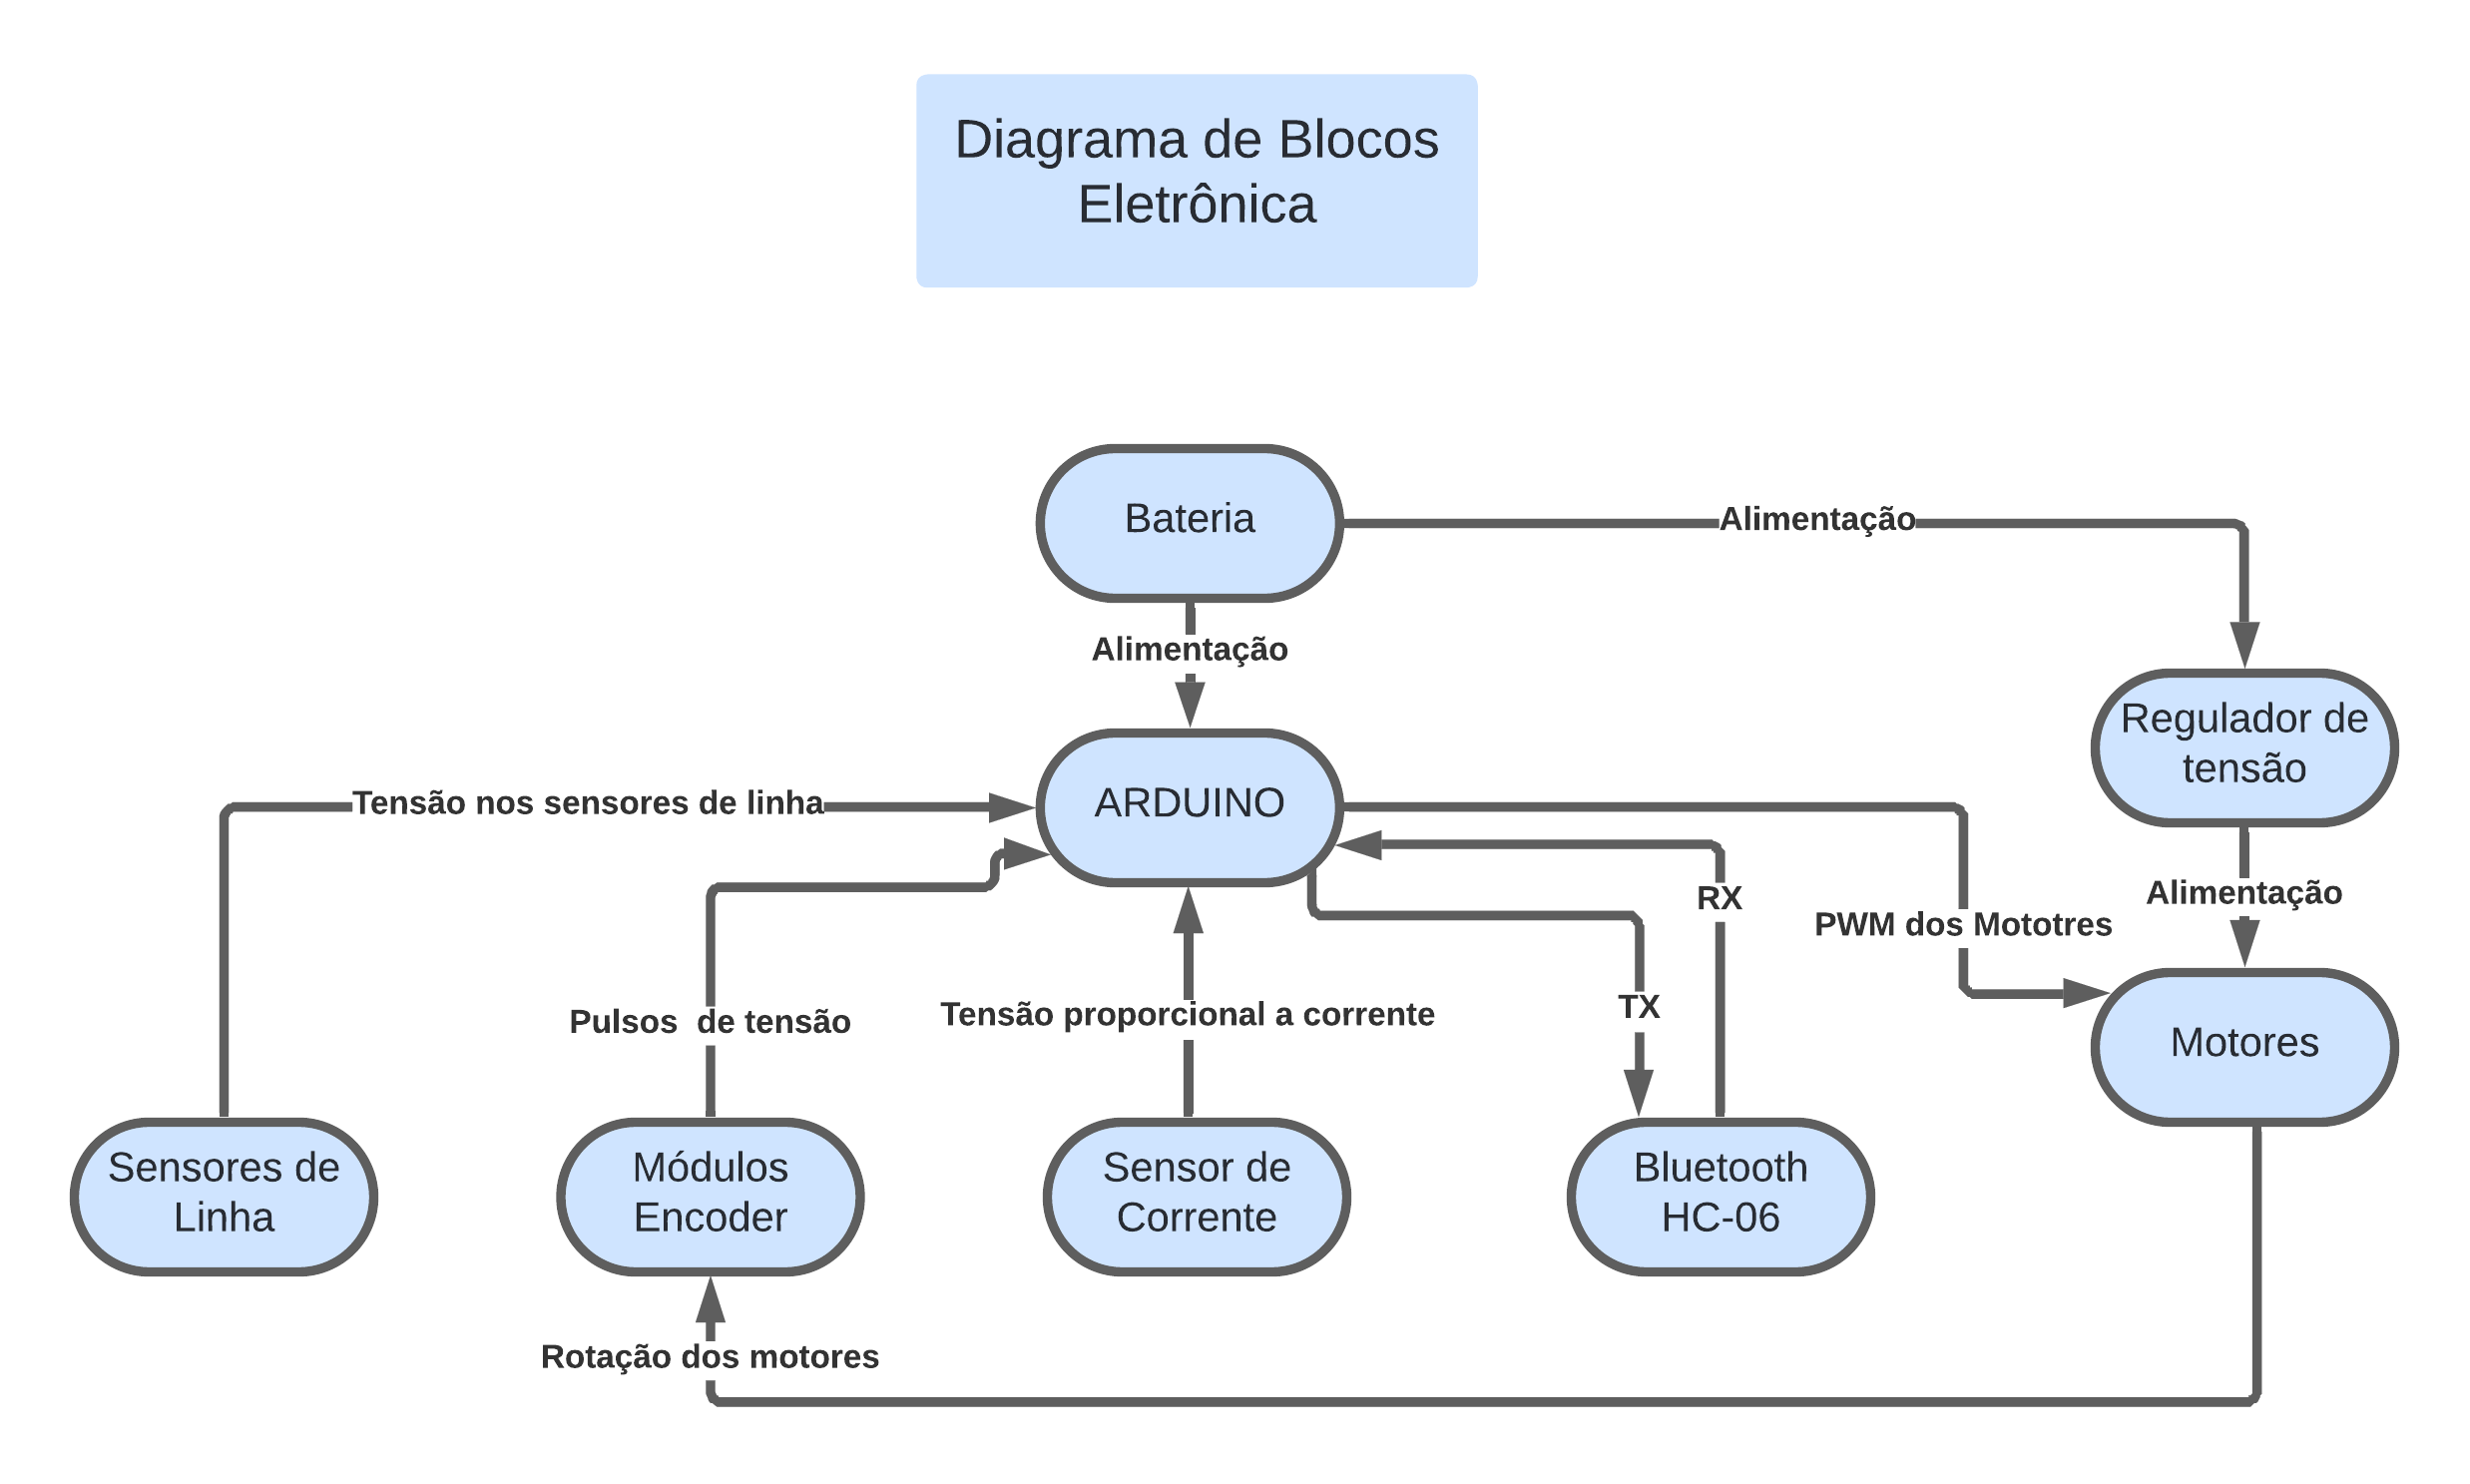 Diagrama de Blocos
Eletrônica
Bateria
Alimentação
Alimentação
Regulador de
tensão
ARDUINO
Tensão nos sensores de linha
RX
Alimentação
PWM dos Mototres
Pulsos  de tensão
Tensão proporcional a corrente
TX
Motores
Sensores de
Linha
Módulos
Encoder
Sensor de
Corrente
Bluetooth
HC-06
Rotação dos motores